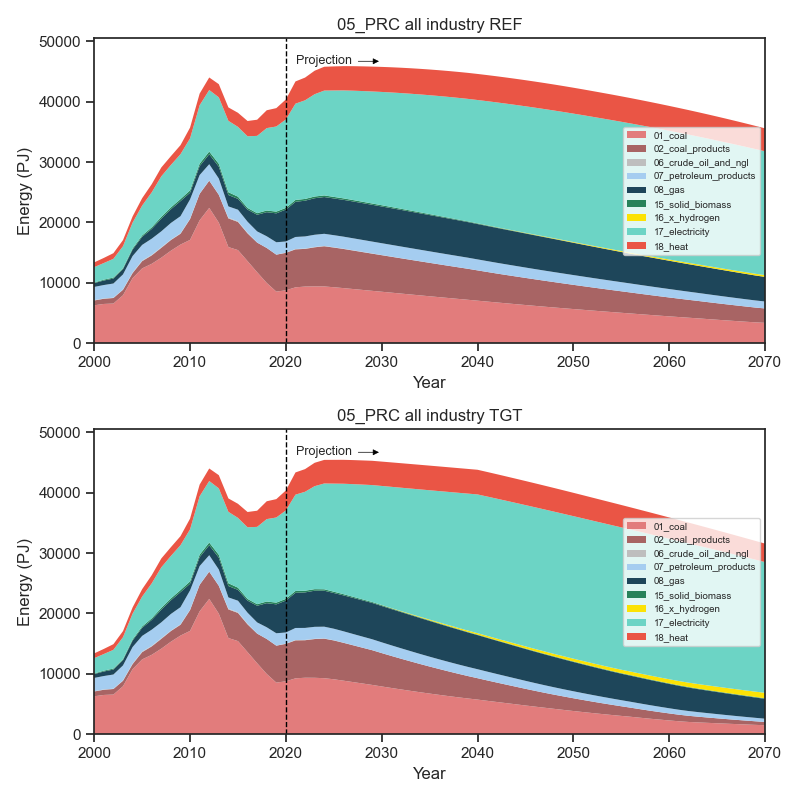 05_PRC all industry REF
50000
40000
30000
20000
10000
0
Energy (PJ)
Projection
01_coal
02_coal_products
06_crude_oil_and_ngl
07_petroleum_products
08_gas
15_solid_biomass
16_x_hydrogen
17_electricity
18_heat
2000 2010 2020 2030 2040 2050 2060 2070
Year
05_PRC all industry TGT
50000
40000
30000
20000
10000
0
Energy (PJ)
Projection
01_coal
02_coal_products
06_crude_oil_and_ngl
07_petroleum_products
08_gas
15_solid_biomass
16_x_hydrogen
17_electricity
18_heat
2000 2010 2020 2030 2040 2050 2060 2070
Year